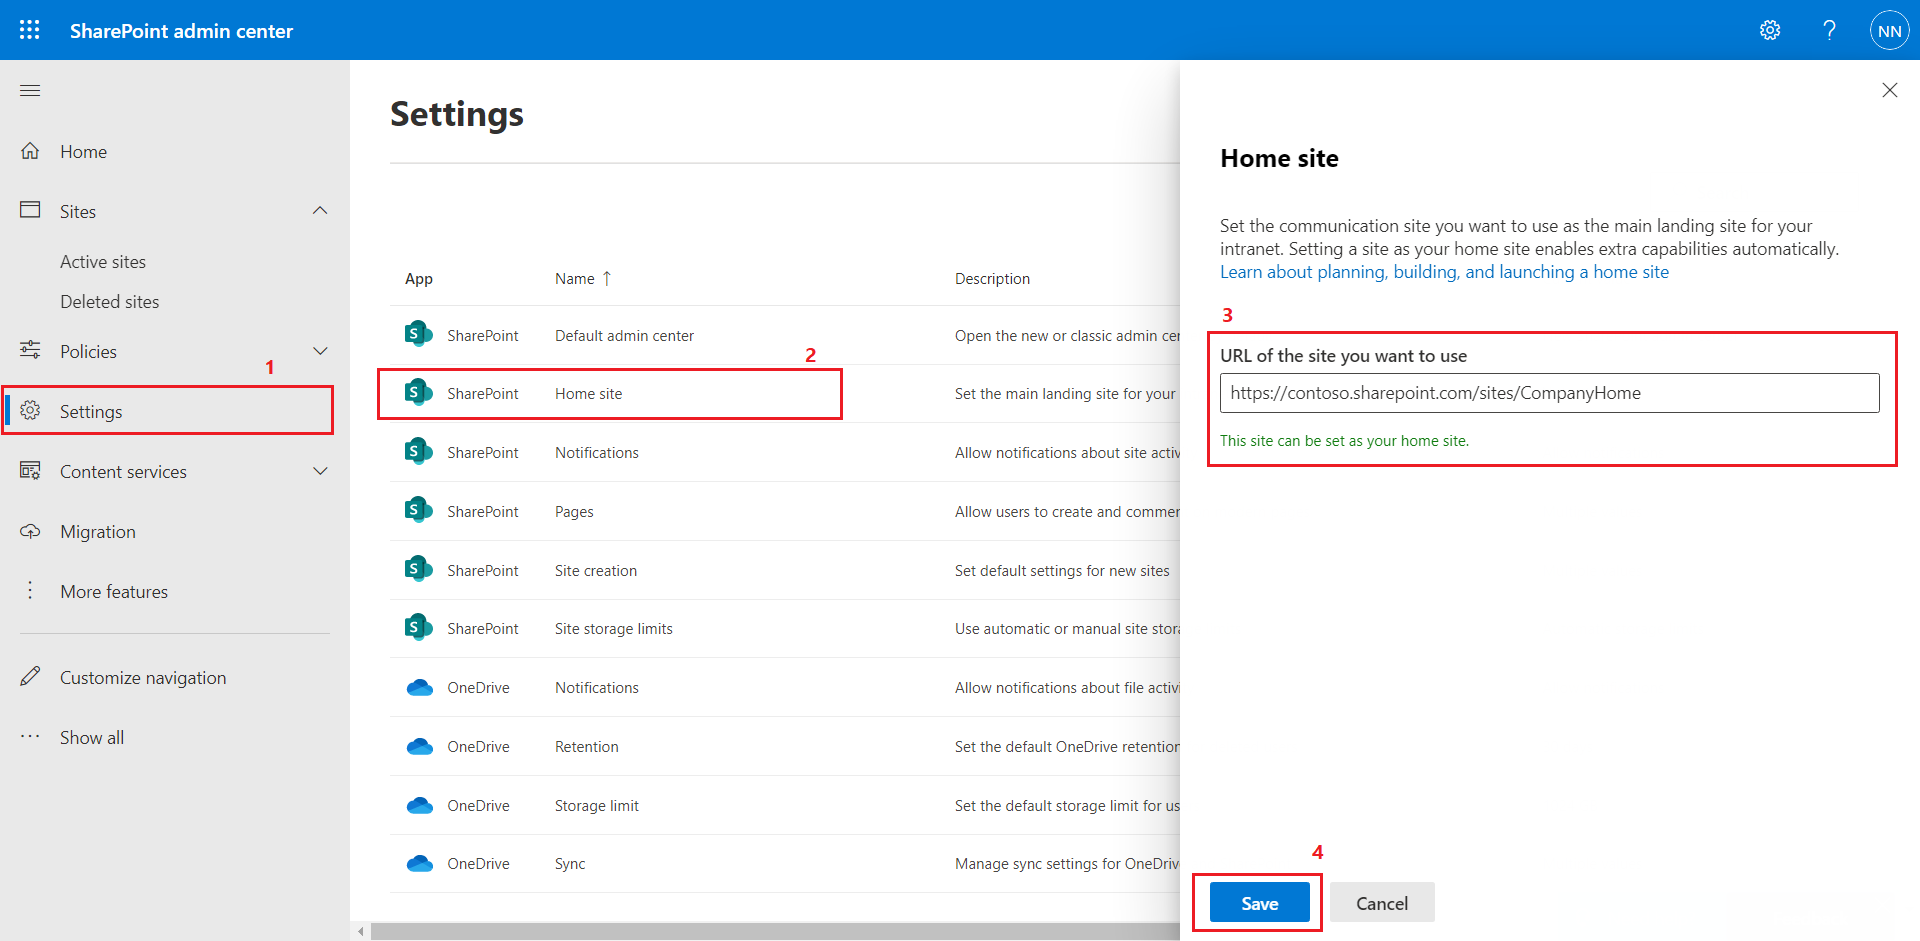 SharePoint admin center
?
NN
Home
Sites
Active sites
Deleted sites
Policies
1
Settings
Content services
Migration
More features
Customize navigation
Show all
Settings
App Name ↑ Description
S SharePoint Default admin center Open the new or classic admin cer
2
S SharePoint Home site Set the main landing site for your
S SharePoint Notifications Allow notifications about site activ
S SharePoint Pages Allow users to create and commer
S SharePoint Site creation Set default settings for new sites
S SharePoint Site storage limits Use automatic or manual site stora
OneDrive Notifications Allow notifications about file activi
OneDrive Retention Set the default OneDrive retention
OneDrive Storage limit Set the default storage limit for us
OneDrive Sync Manage sync settings for OneDriv
Home site
Set the communication site you want to use as the main landing site for your
intranet. Setting a site as your home site enables extra capabilities automatically.
Learn about planning, building, and launching a home site
3
URL of the site you want to use
https://contoso.sharepoint.com/sites/CompanyHome
This site can be set as your home site.
4
Save Cancel